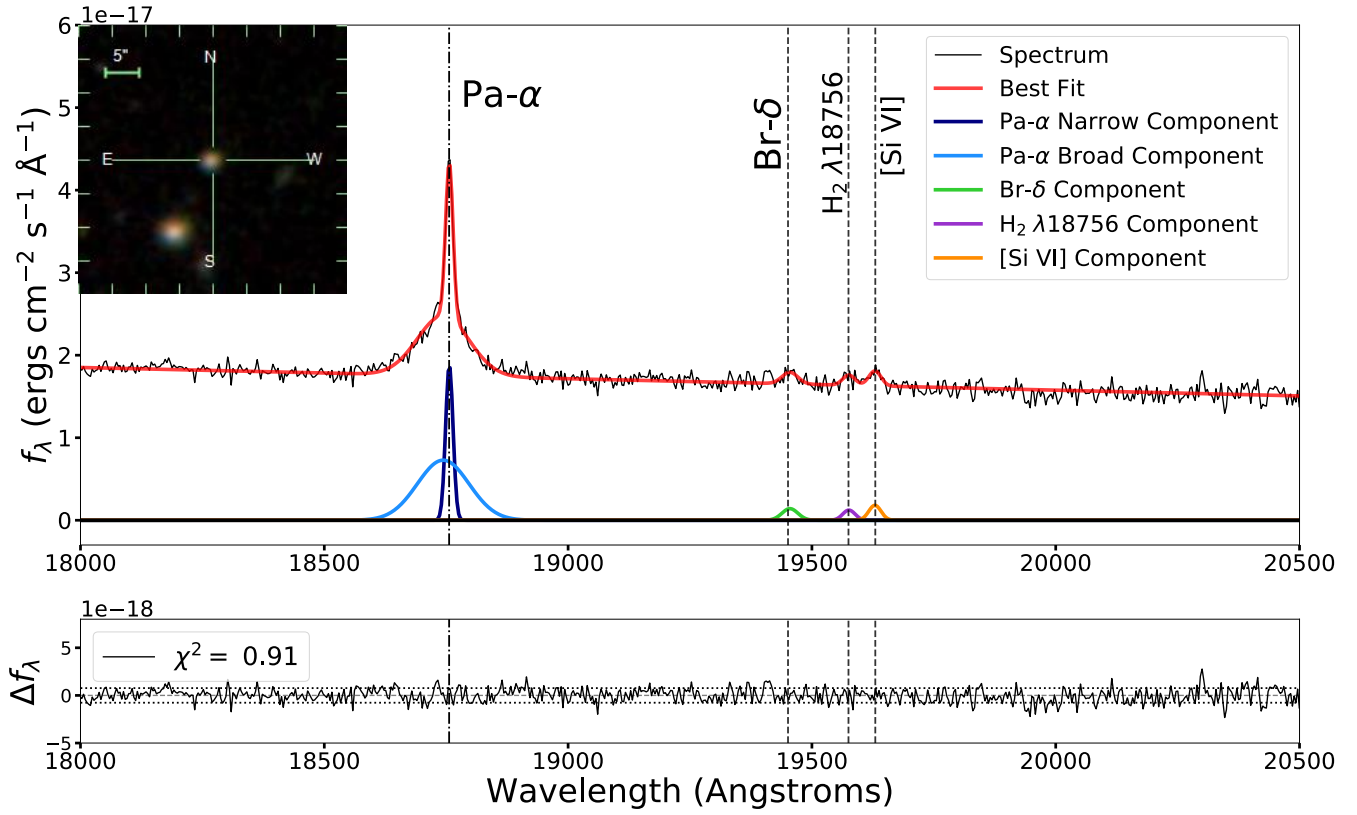 1e−17
6
5
4
3
2
1
0
5"
N
E
W
S
Pa-α
Br-δ
H₂ λ18756
[Si VI]
Spectrum
Best Fit
Pa-α Narrow Component
Pa-α Broad Component
Br-δ Component
H₂ λ18756 Component
[Si VI] Component
f_λ (ergs cm⁻² s⁻¹ Å⁻¹)
18000 18500 19000 19500 20000 20500
1e−18
5
0
−5
χ² = 0.91
Δf_λ
18000 18500 19000 19500 20000 20500
Wavelength (Angstroms)